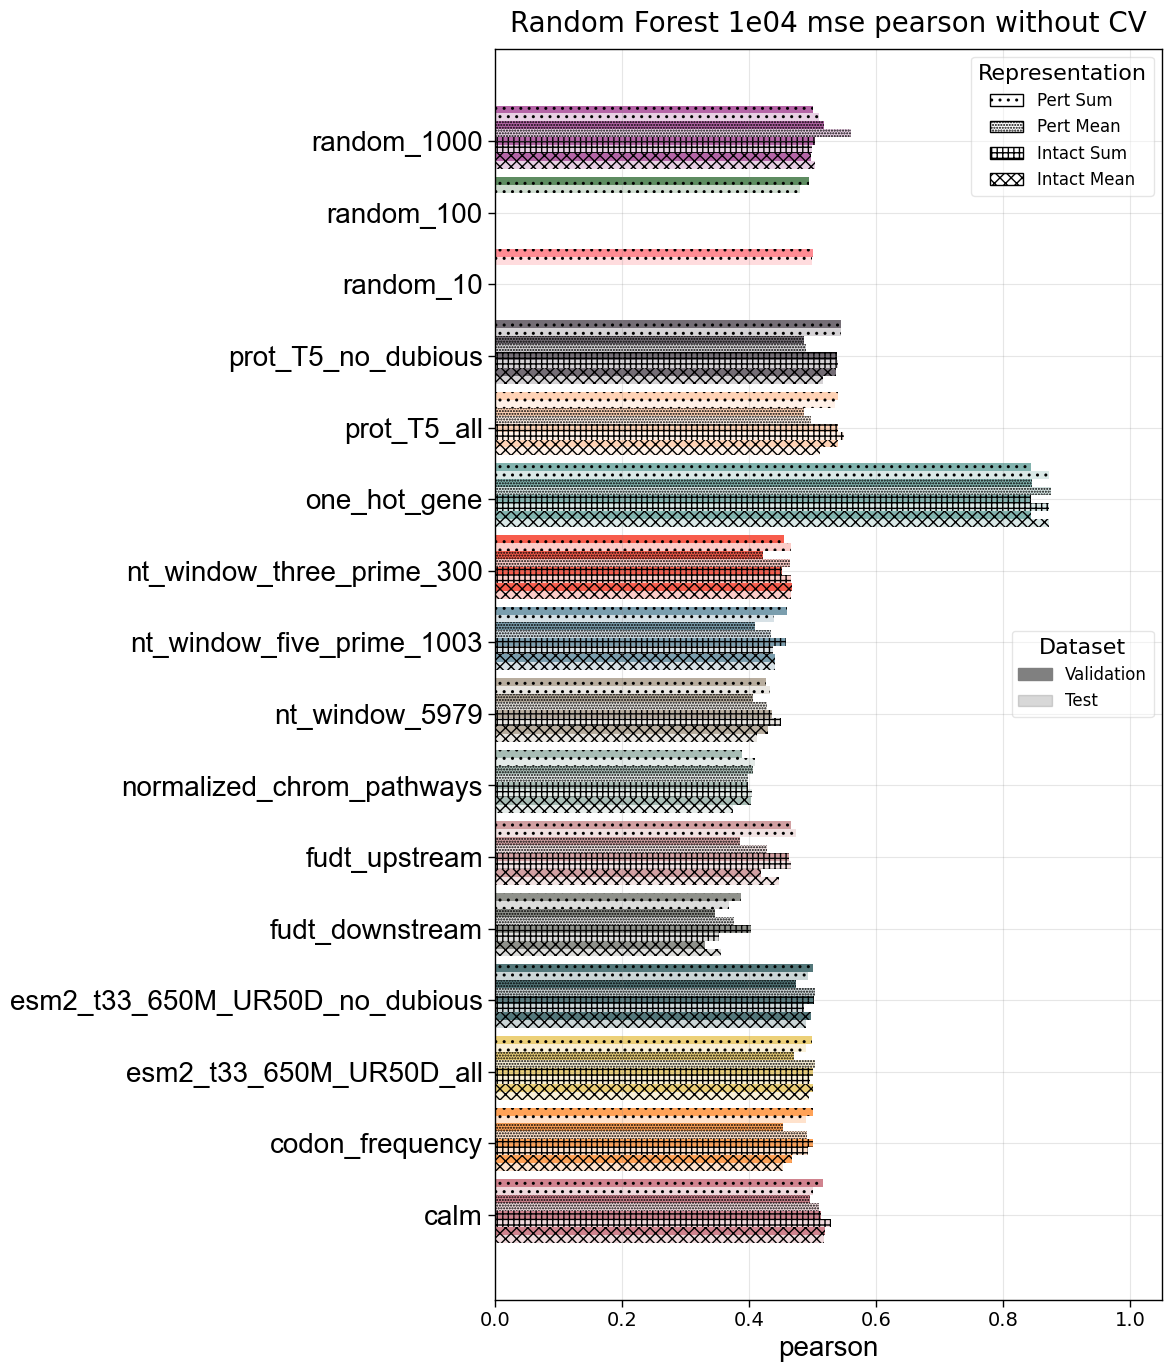 Random Forest 1e04 mse pearson without CV
Representation
Pert Sum
Pert Mean
Intact Sum
Intact Mean
random_1000
random_100
random_10
prot_T5_no_dubious
prot_T5_all
one_hot_gene
nt_window_three_prime_300
nt_window_five_prime_1003
Dataset
Validation
Test
nt_window_5979
normalized_chrom_pathways
fudt_upstream
fudt_downstream
esm2_t33_650M_UR50D_no_dubious
esm2_t33_650M_UR50D_all
codon_frequency
calm
0.0 0.2 0.4 0.6 0.8 1.0
pearson